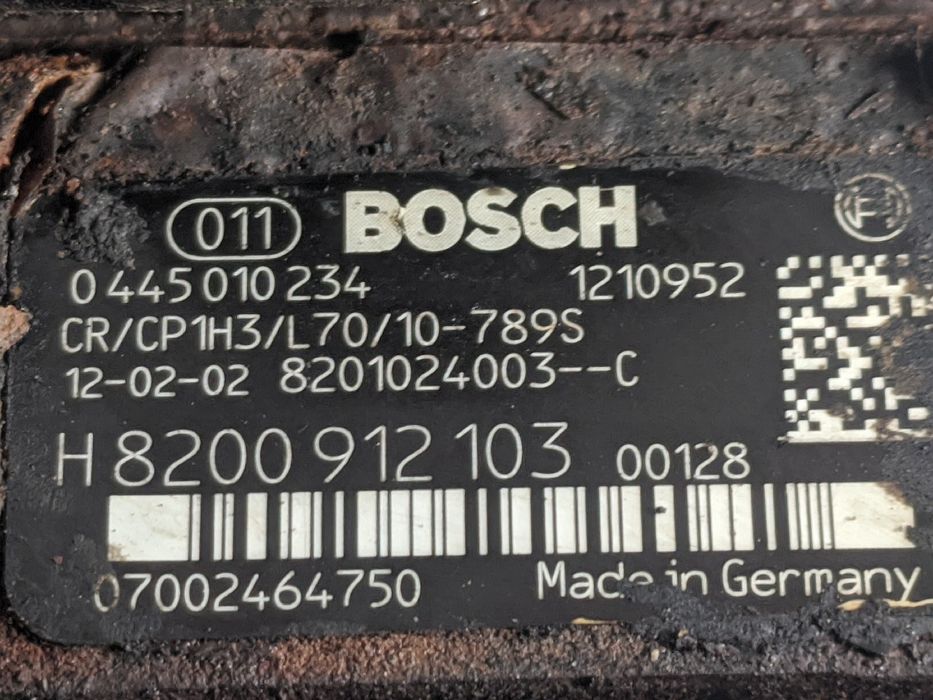 011 BOSCH
0 445 010 234 1210952
CR/CP1H3/L70/10-789S
12-02-02 8201024003--C
H 8200 912 103 00128
07002464750 Made in Germany